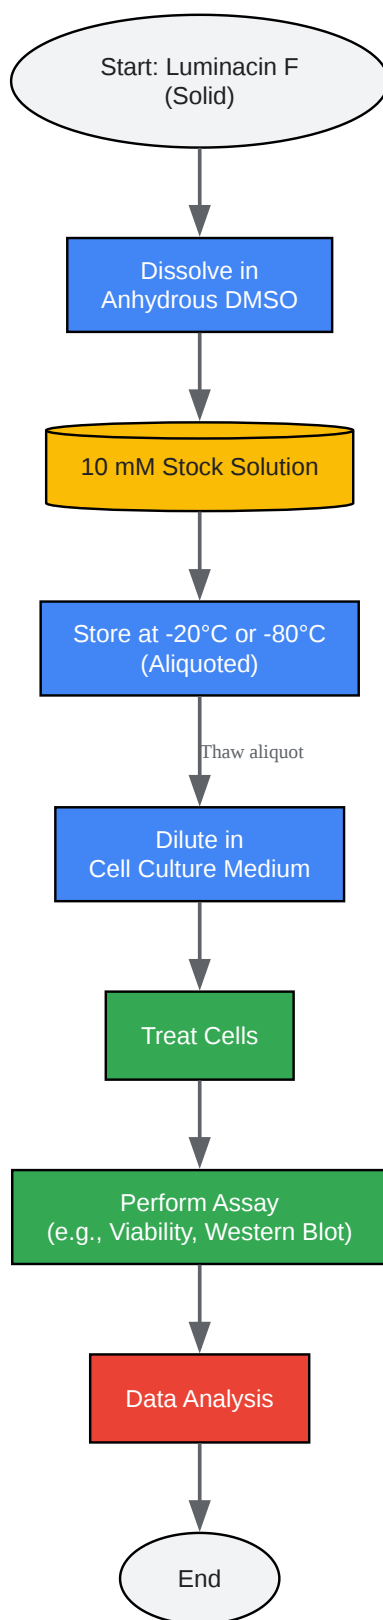 Start: Luminacin F
(Solid)
Dissolve in
Anhydrous DMSO
10 mM Stock Solution
Store at -20°C or -80°C
(Aliquoted)
Thaw aliquot
Dilute in
Cell Culture Medium
Treat Cells
Perform Assay
(e.g., Viability, Western Blot)
Data Analysis
End